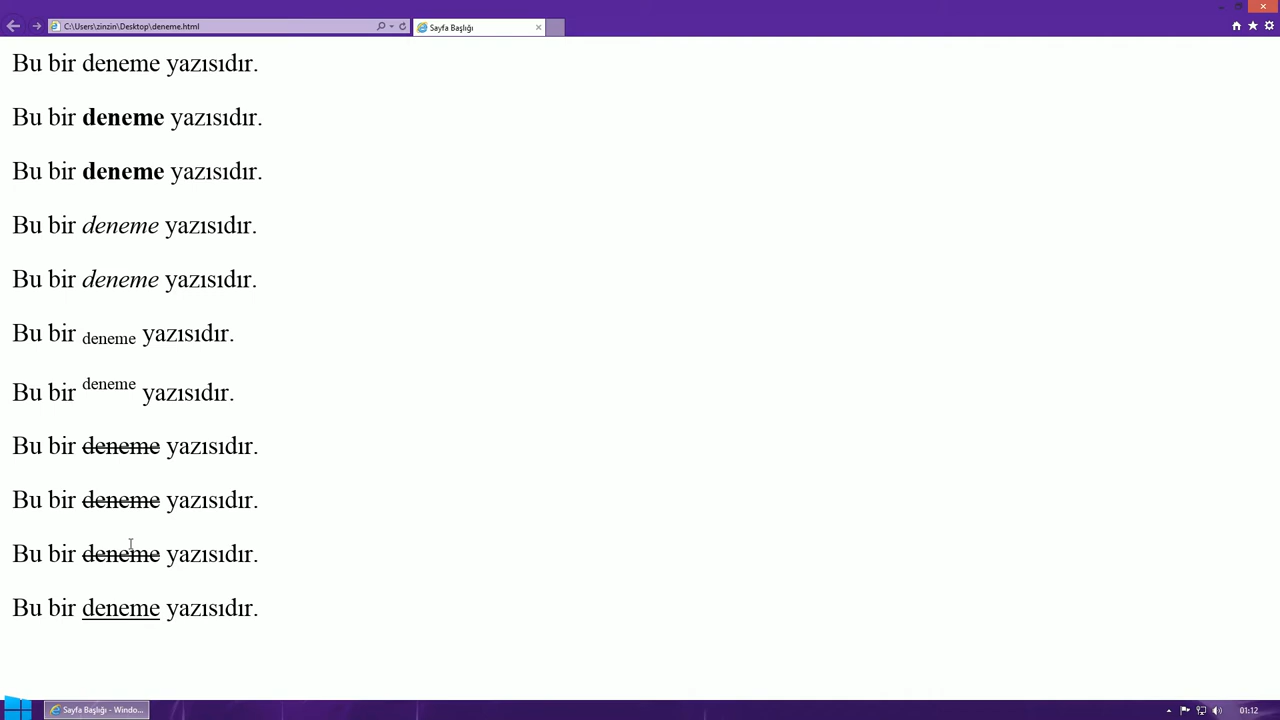 C:\Users\zinzin\Desktop\deneme.html
Sayfa Başlığı
Bu bir deneme yazısıdır.
Bu bir deneme yazısıdır.
Bu bir deneme yazısıdır.
Bu bir deneme yazısıdır.
Bu bir deneme yazısıdır.
Bu bir deneme yazısıdır.
Bu bir deneme yazısıdır.
Bu bir deneme yazısıdır.
Bu bir deneme yazısıdır.
Bu bir deneme yazısıdır.
Bu bir deneme yazısıdır.
Sayfa Başlığı - Windo...
01:12